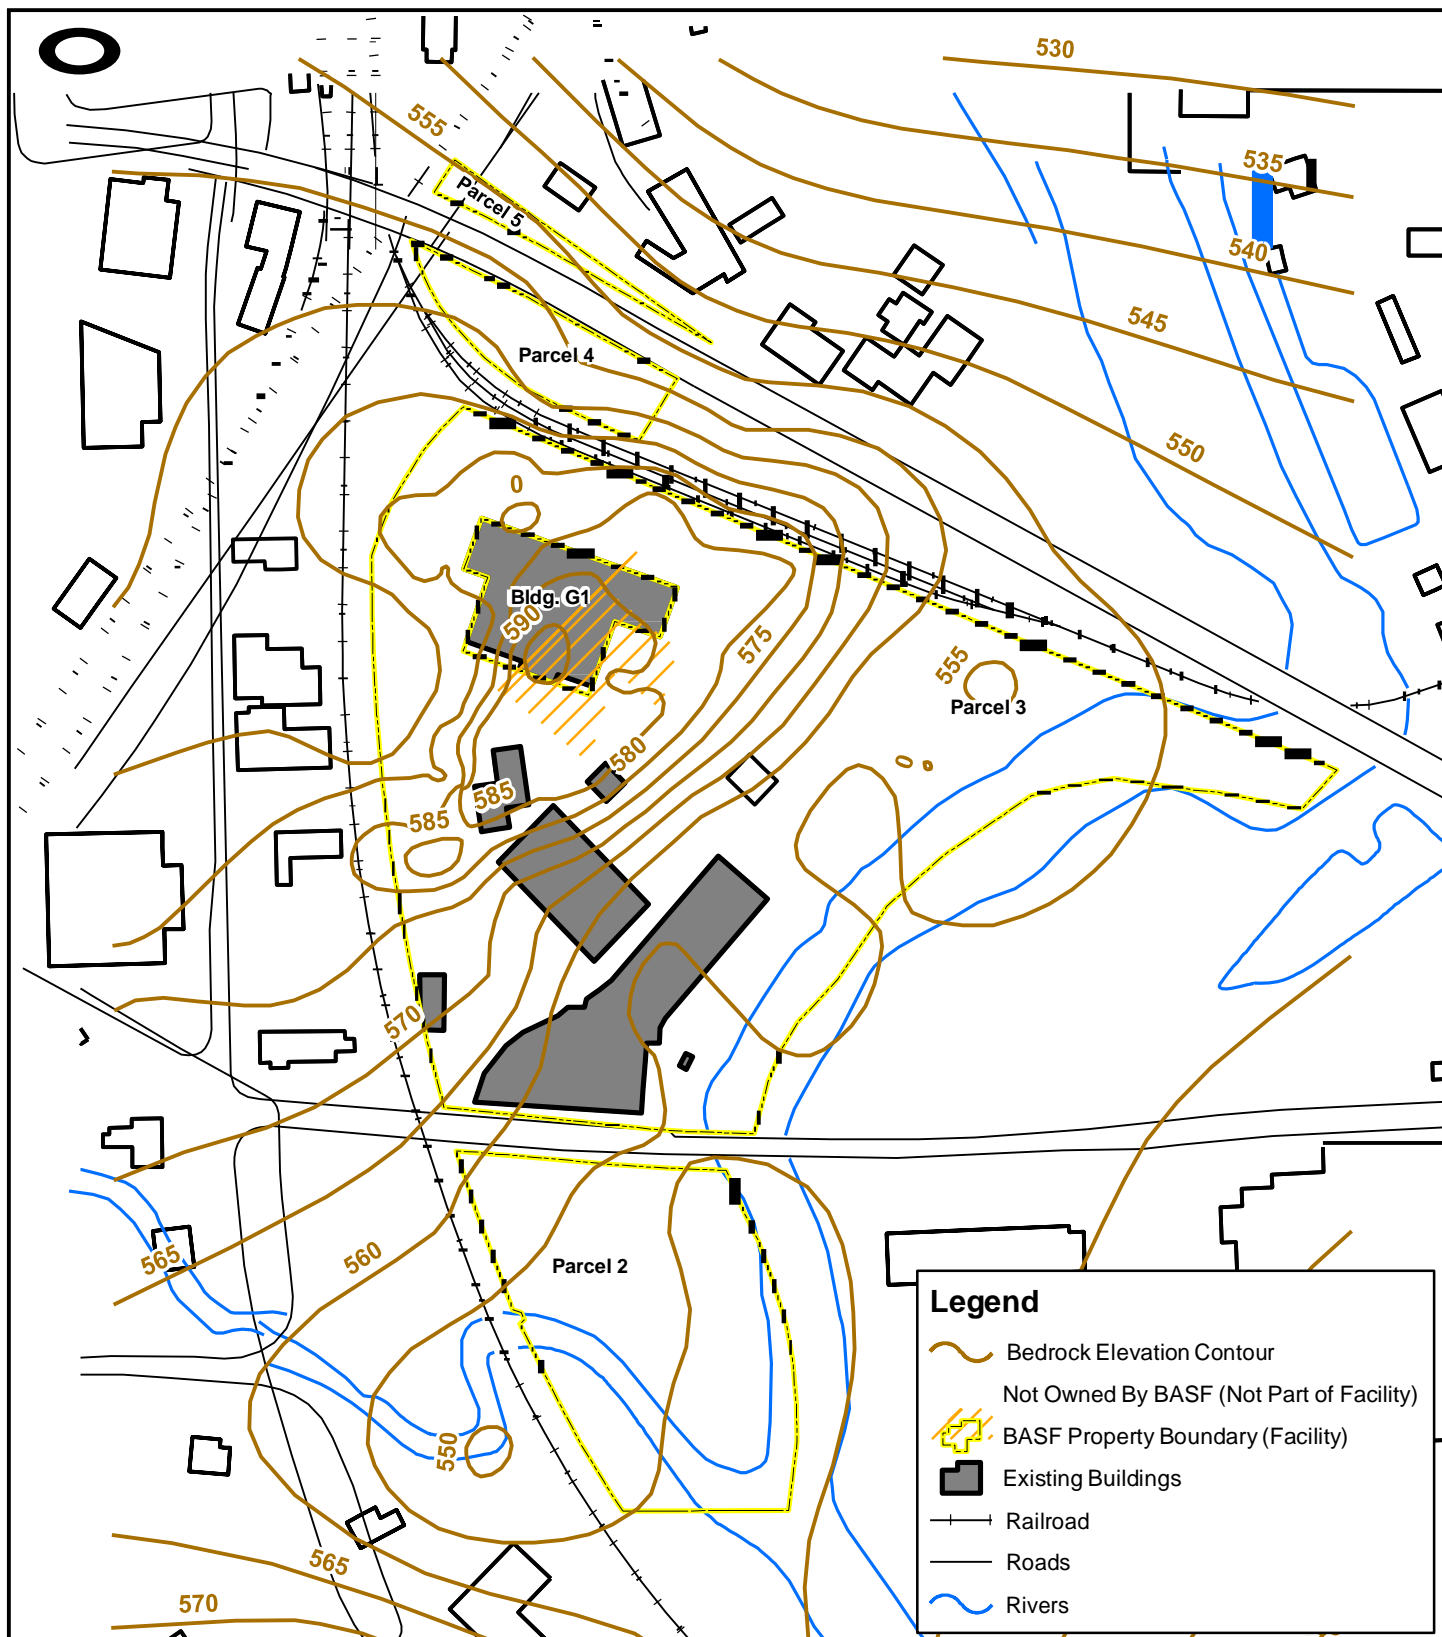 530
555
535
Parcel 5
540
545
Parcel 4
550
0
Bldg. G1
590
575
555
Parcel 3
580
0
585
585
570
560
565
Parcel 2
550
565
570
Legend
Bedrock Elevation Contour
Not Owned By BASF (Not Part of Facility)
BASF Property Boundary (Facility)
Existing Buildings
Railroad
Roads
Rivers